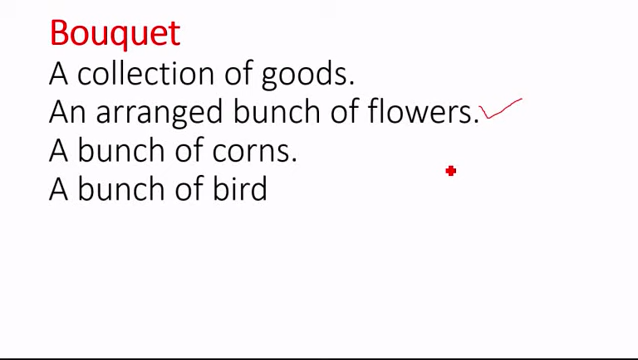 Bouquet
A collection of goods.
An arranged bunch of flowers.
A bunch of corns.
A bunch of bird